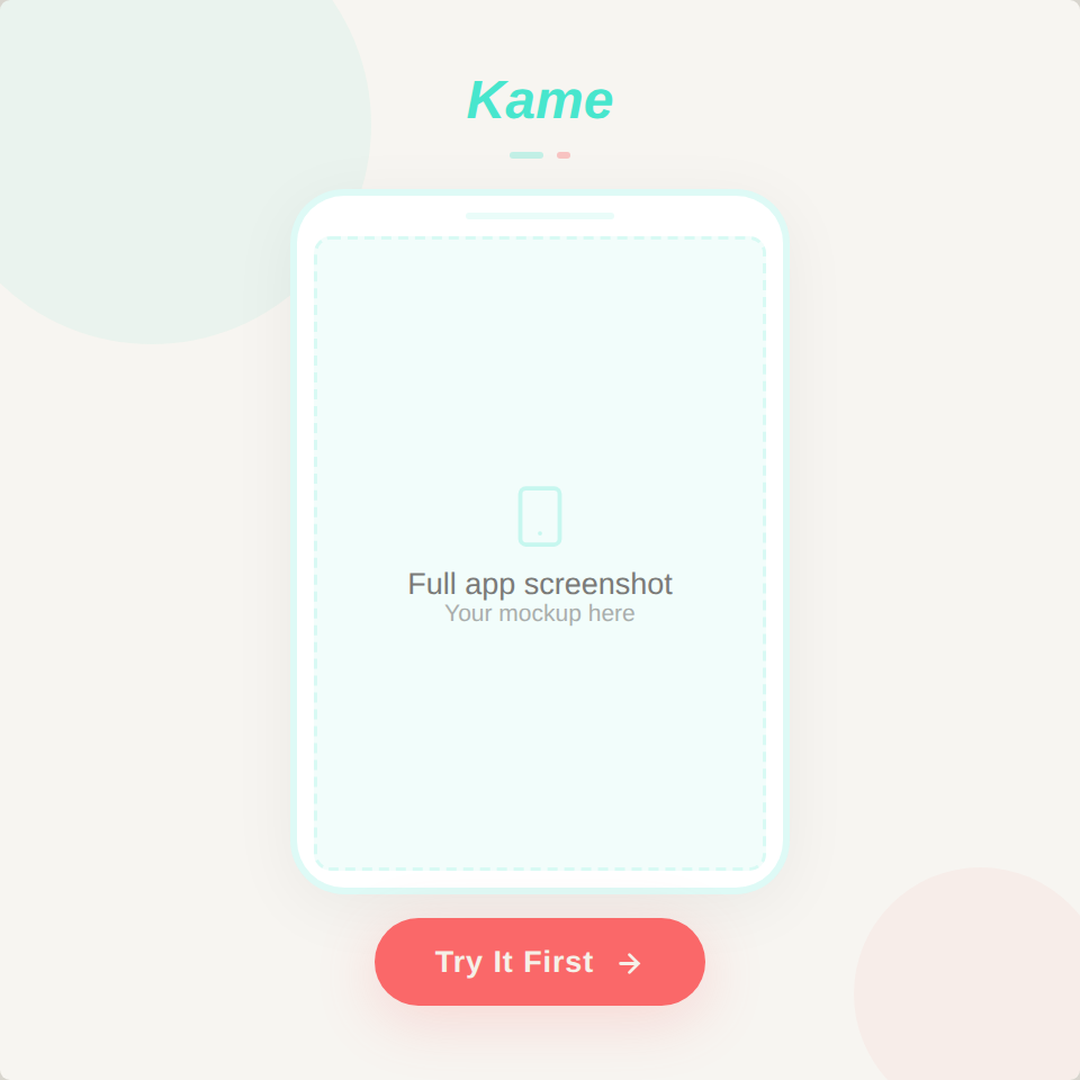 Kame
Full app screenshot
Your mockup here
Try It First